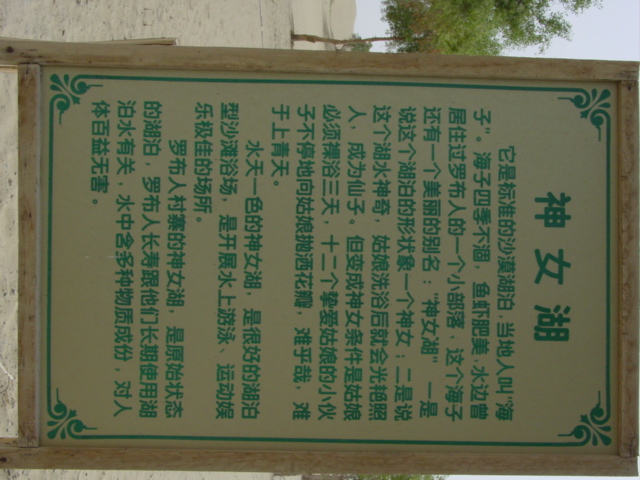 神女湖
它是标准的沙漠湖泊，当地人叫“海
子”。海子四季不涸，鱼虾肥美，水边曾
居住过罗布人的一个小部落，这个海子
还有一个美丽的别名：“神女湖”一是
说这个湖泊的形状象一个神女；二是说
这个湖水神奇，姑娘洗浴后就会光艳照
人，成为仙子。但变成神女条件是姑娘
必须裸浴三天，十二个挚爱姑娘的小伙
子不停地向姑娘抛洒花瓣，难乎哉，难
于上青天。
水天一色的神女湖，是很好的湖泊
型沙滩浴场，是开展水上游泳、运动娱
乐极佳的场所。
罗布人村寨的神女湖，是原始状态
的湖泊，罗布人长寿跟他们长期使用湖
泊水有关，水中含多种物质成份，对人
体百益无害。